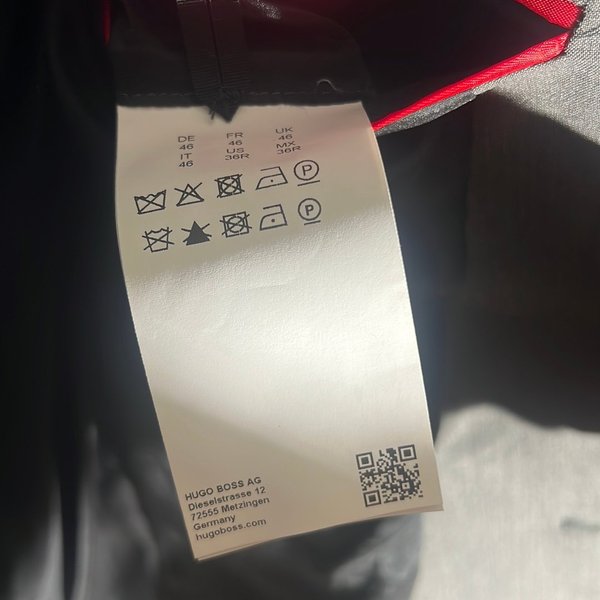 DE FR UK
46 46 46
IT US MX
46 36R 36R
P
P
HUGO BOSS AG
Dieselstrasse 12
72555 Metzingen
Germany
hugoboss.com